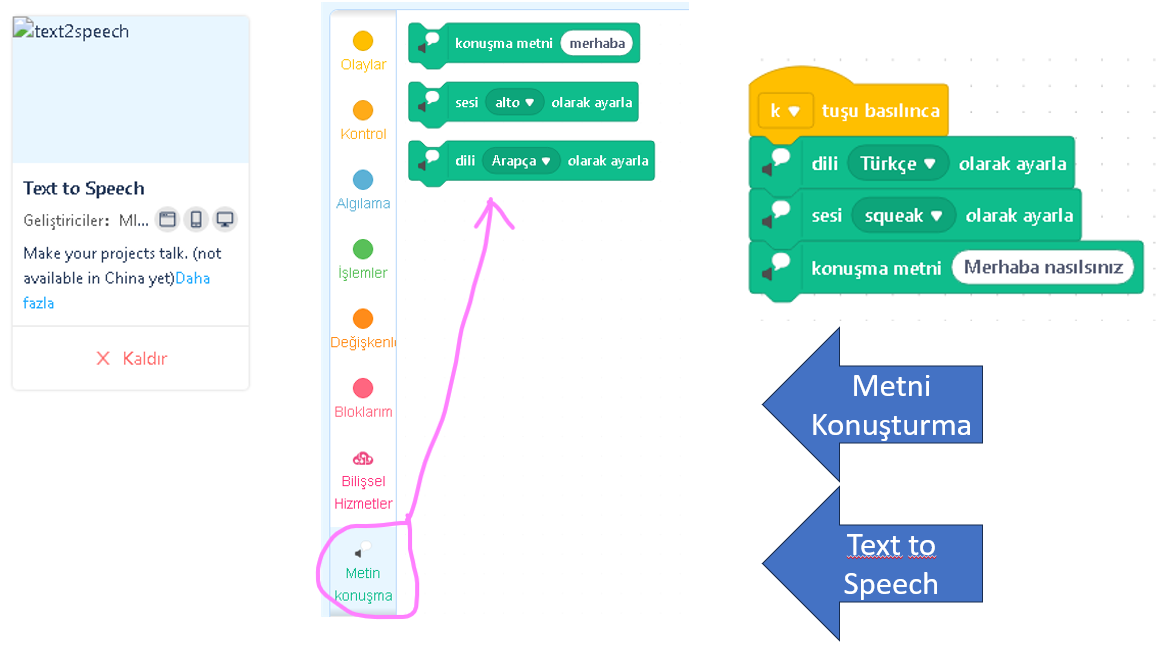 text2speech
Text to Speech
Geliştiriciler: MI...
Make your projects talk. (not
available in China yet)Daha
fazla
Kaldır
Olaylar
Kontrol
Algılama
İşlemler
Değişkenl
Bloklarım
Bilişsel
Hizmetler
Metin
konuşma
konuşma metni merhaba
sesi alto olarak ayarla
dili Arapça olarak ayarla
k tuşu basılınca
dili Türkçe olarak ayarla
sesi squeak olarak ayarla
konuşma metni Merhaba nasılsınız
Metni
Konuşturma
Text to
Speech